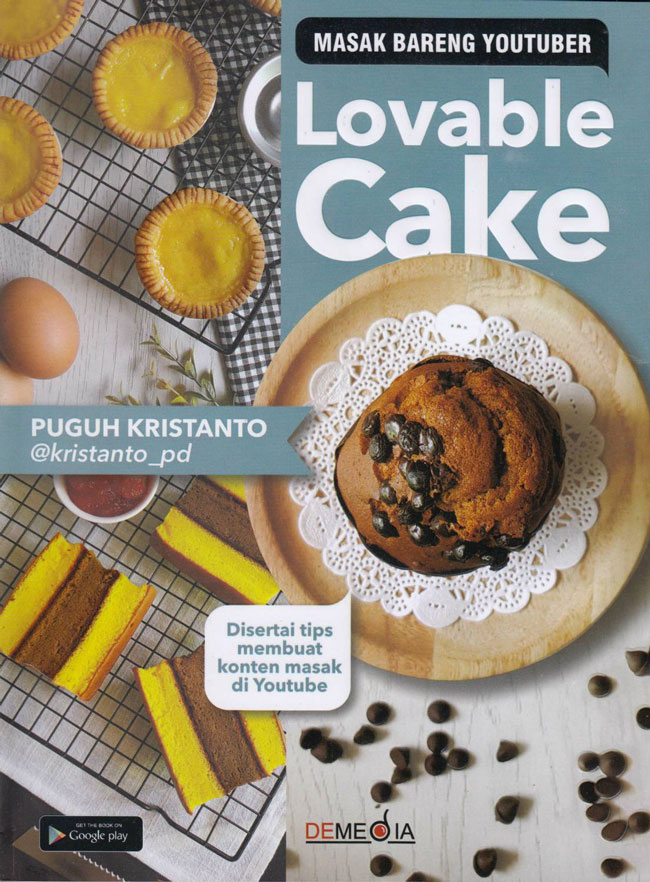 MASAK BARENG YOUTUBER
Lovable
Cake
PUGUH KRISTANTO
@kristanto_pd
Disertai tips
membuat
konten masak
di Youtube
GET THE BOOK ON
Google play
DEMEDIA